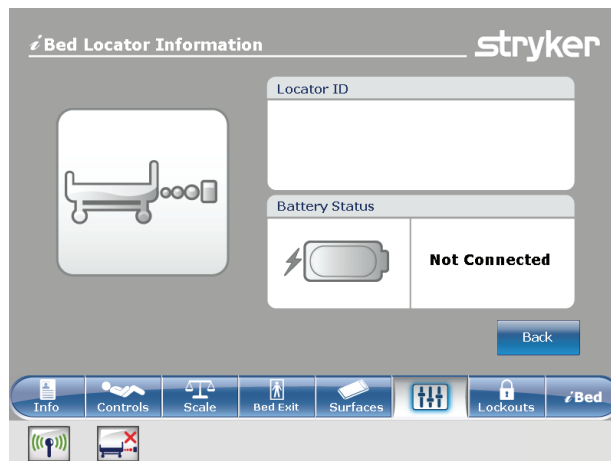 iBed Locator Information
stryker
Locator ID
Battery Status
Not Connected
Back
Info
Controls
Scale
Bed Exit
Surfaces
Lockouts
iBed